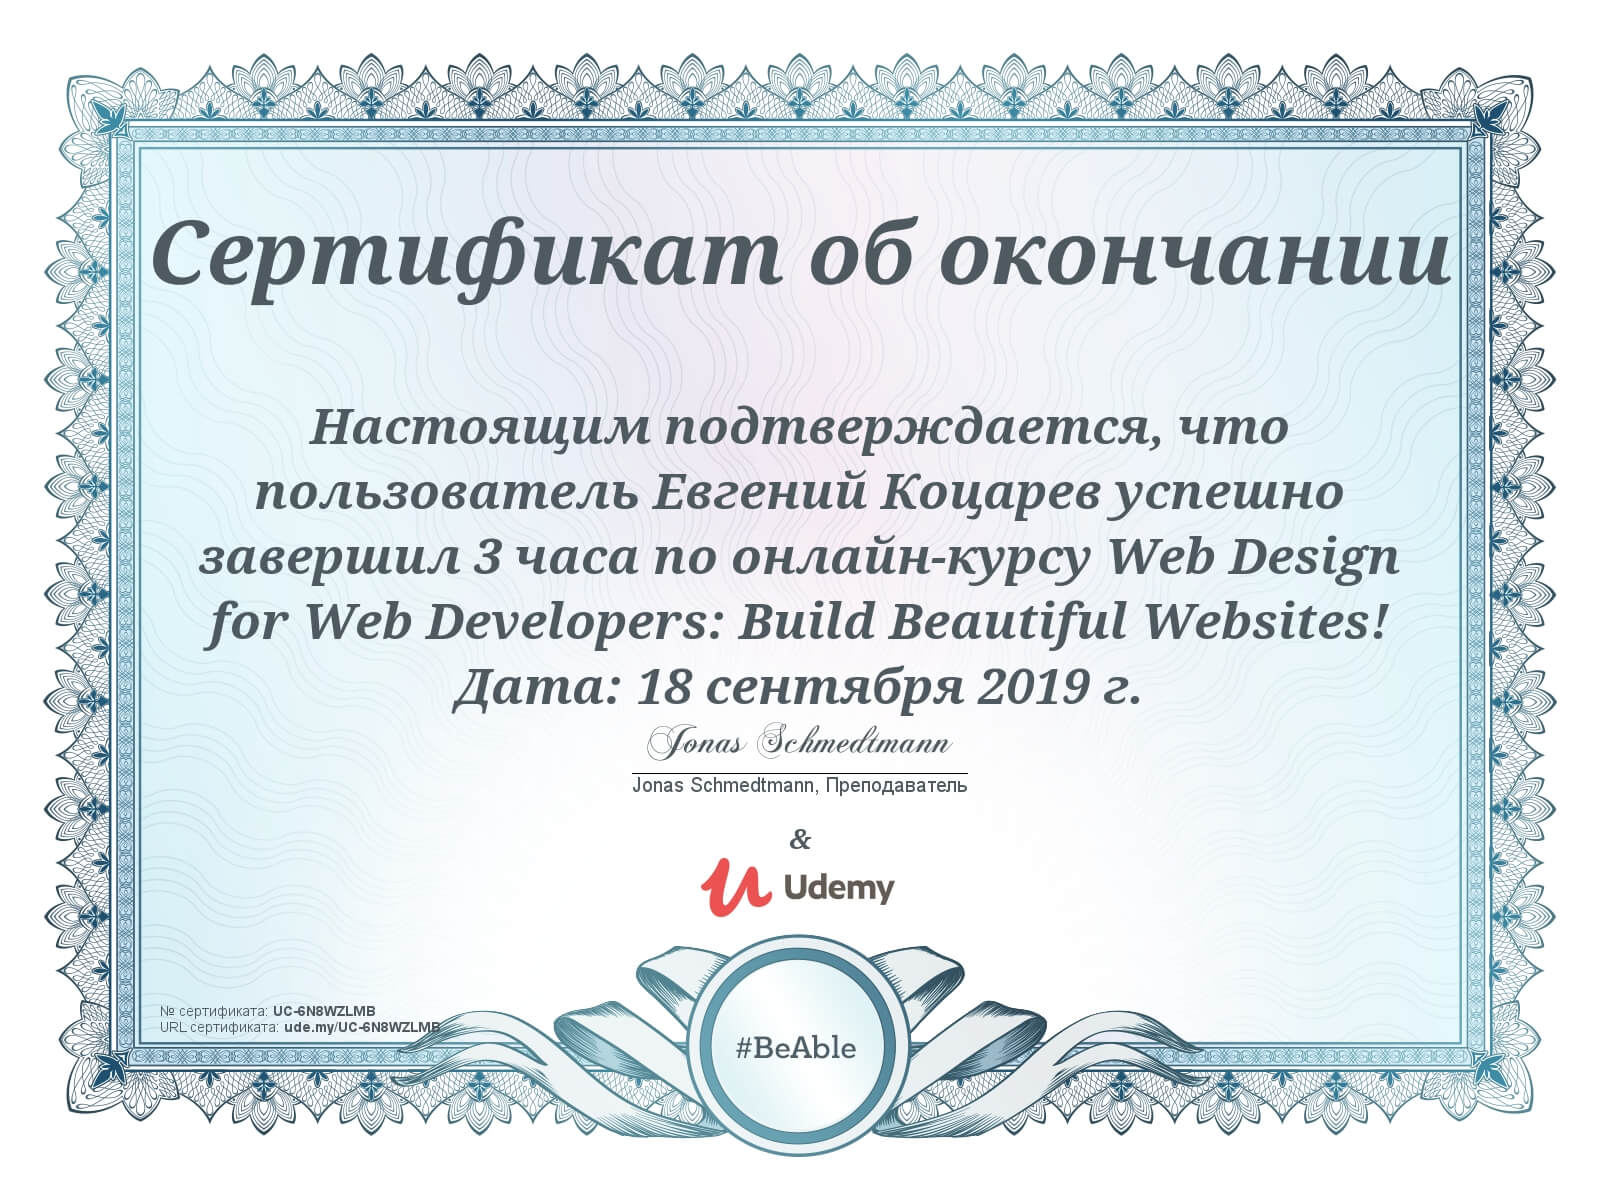 Сертификат об окончании
Настоящим подтверждается, что
пользователь Евгений Коцарев успешно
завершил 3 часа по онлайн-курсу Web Design
for Web Developers: Build Beautiful Websites!
Дата: 18 сентября 2019 г.
Jonas Schmedtmann
Jonas Schmedtmann, Преподаватель
&
Udemy
№ сертификата: UC-6N8WZLMB
URL сертификата: ude.my/UC-6N8WZLMB
#BeAble